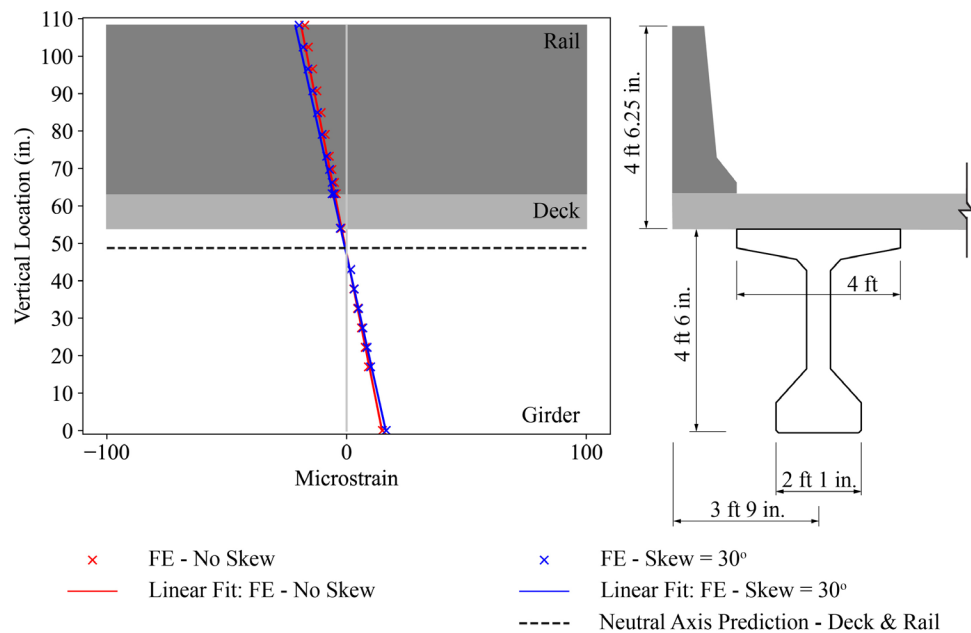 110
100
90
80
70
60
50
40
30
20
10
0
Vertical Location (in.)
Rail
Deck
Girder
−100
0
100
Microstrain
4 ft 6.25 in.
4 ft
4 ft 6 in.
2 ft 1 in.
3 ft 9 in.
FE - No Skew
Linear Fit: FE - No Skew
FE - Skew = 30º
Linear Fit: FE - Skew = 30º
Neutral Axis Prediction - Deck & Rail